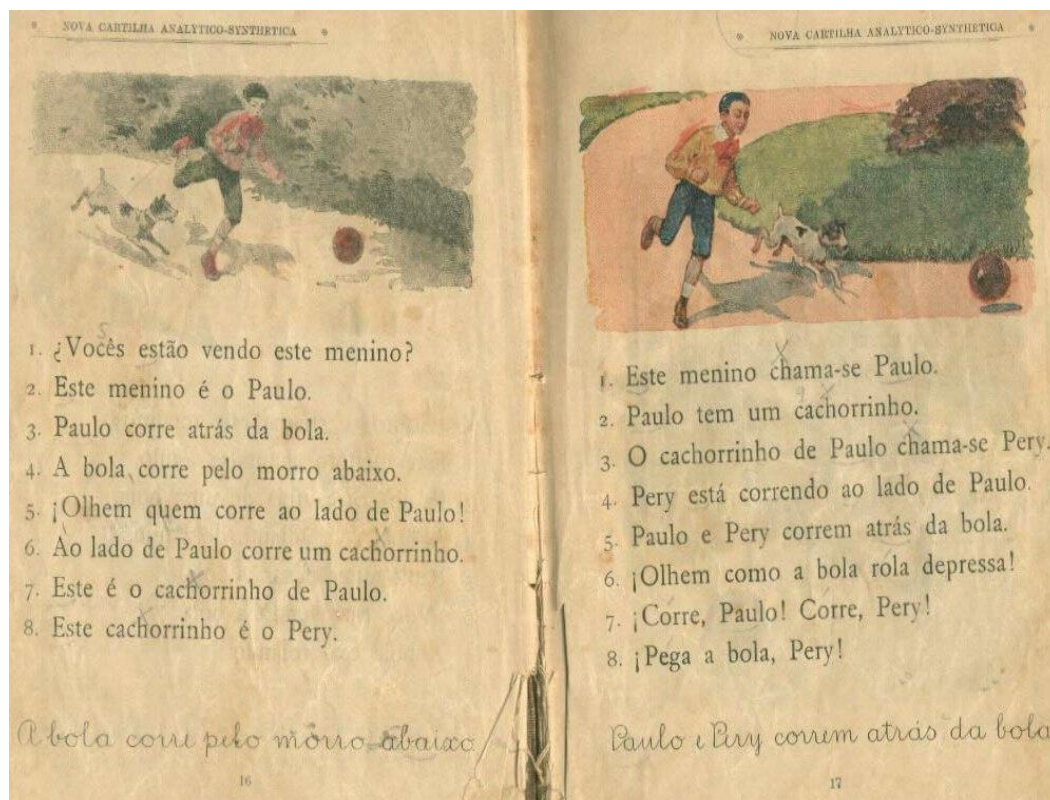 NOVA CARTILHA ANALYTICO-SYNTHETICA
1. ¿Vocês estão vendo este menino?
2. Este menino é o Paulo.
3. Paulo corre atrás da bola.
4. A bola corre pelo morro abaixo.
5. ¡Olhem quem corre ao lado de Paulo!
6. Ao lado de Paulo corre um cachorrinho.
7. Este é o cachorrinho de Paulo.
8. Este cachorrinho é o Pery.
A bola corre pelo morro abaixo
16
NOVA CARTILHA ANALYTICO-SYNTHETICA
1. Este menino chama-se Paulo.
2. Paulo tem um cachorrinho.
3. O cachorrinho de Paulo chama-se Pery.
4. Pery está correndo ao lado de Paulo.
5. Paulo e Pery correm atrás da bola.
6. ¡Olhem como a bola róla depressa!
7. ¡Córre, Paulo! Córre, Pery!
8. ¡Pega a bola, Pery!
Paulo e Pery correm atrás da bola
17